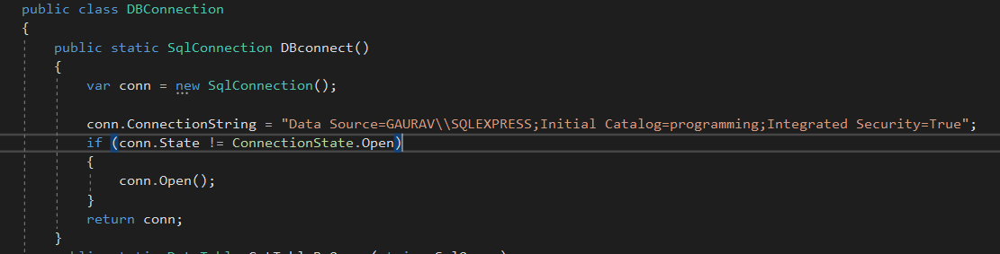 public class DBConnection
{
public static SqlConnection DBconnect()
{
var conn = new SqlConnection();
conn.ConnectionString = "Data Source=GAURAV\\SQLEXPRESS;Initial Catalog=programming;Integrated Security=True";
if (conn.State != ConnectionState.Open)
{
conn.Open();
}
return conn;
}